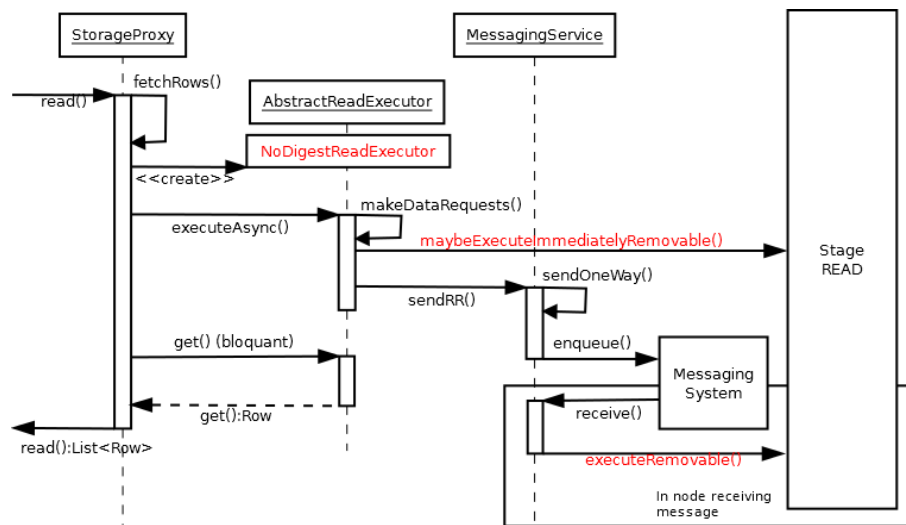 StorageProxy
MessagingService
fetchRows()
read()
AbstractReadExecutor
NoDigestReadExecutor
<<create>>
makeDataRequests()
executeAsync()
maybeExecuteImmediatelyRemovable()
Stage
READ
sendOneWay()
sendRR()
get() (bloquant)
enqueue()
Messaging
System
get():Row
receive()
read():List<Row>
executeRemovable()
In node receiving
message